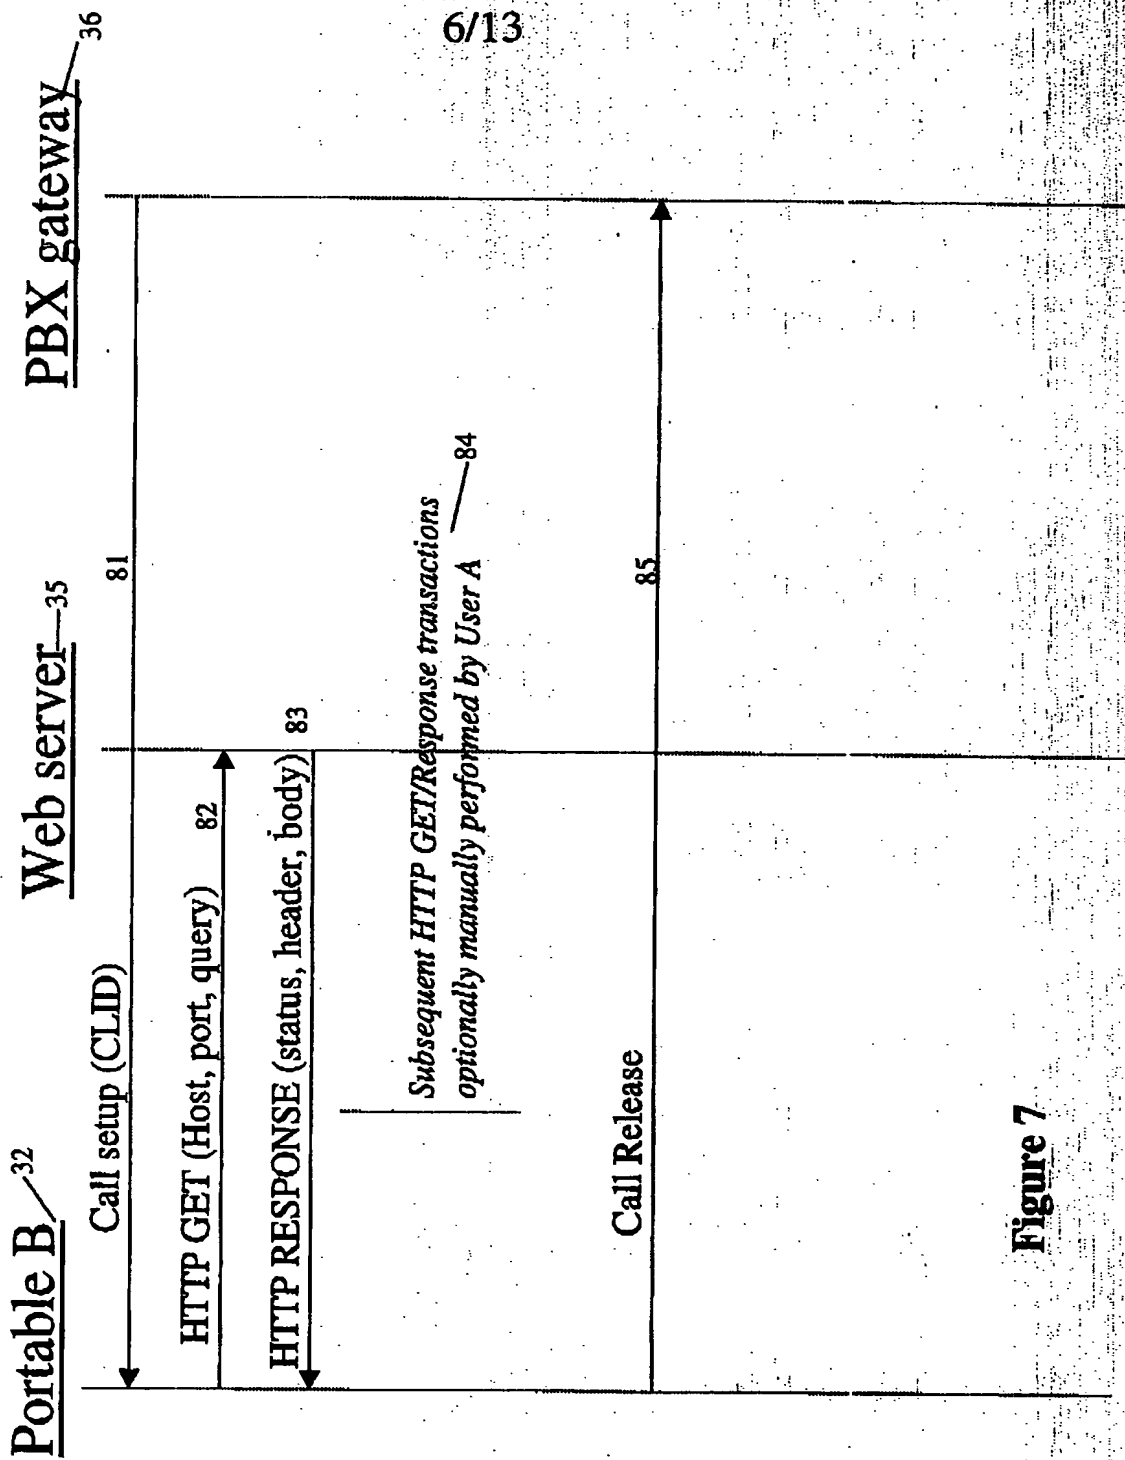 6/13
Portable B 32
Web server 35
PBX gateway 36
Call setup (CLID) 81
HTTP GET (Host, port, query) 82
HTTP RESPONSE (status, header, body) 83
Subsequent HTTP GET/Response transactions
optionally manually performed by User A 84
Call Release 85
Figure 7